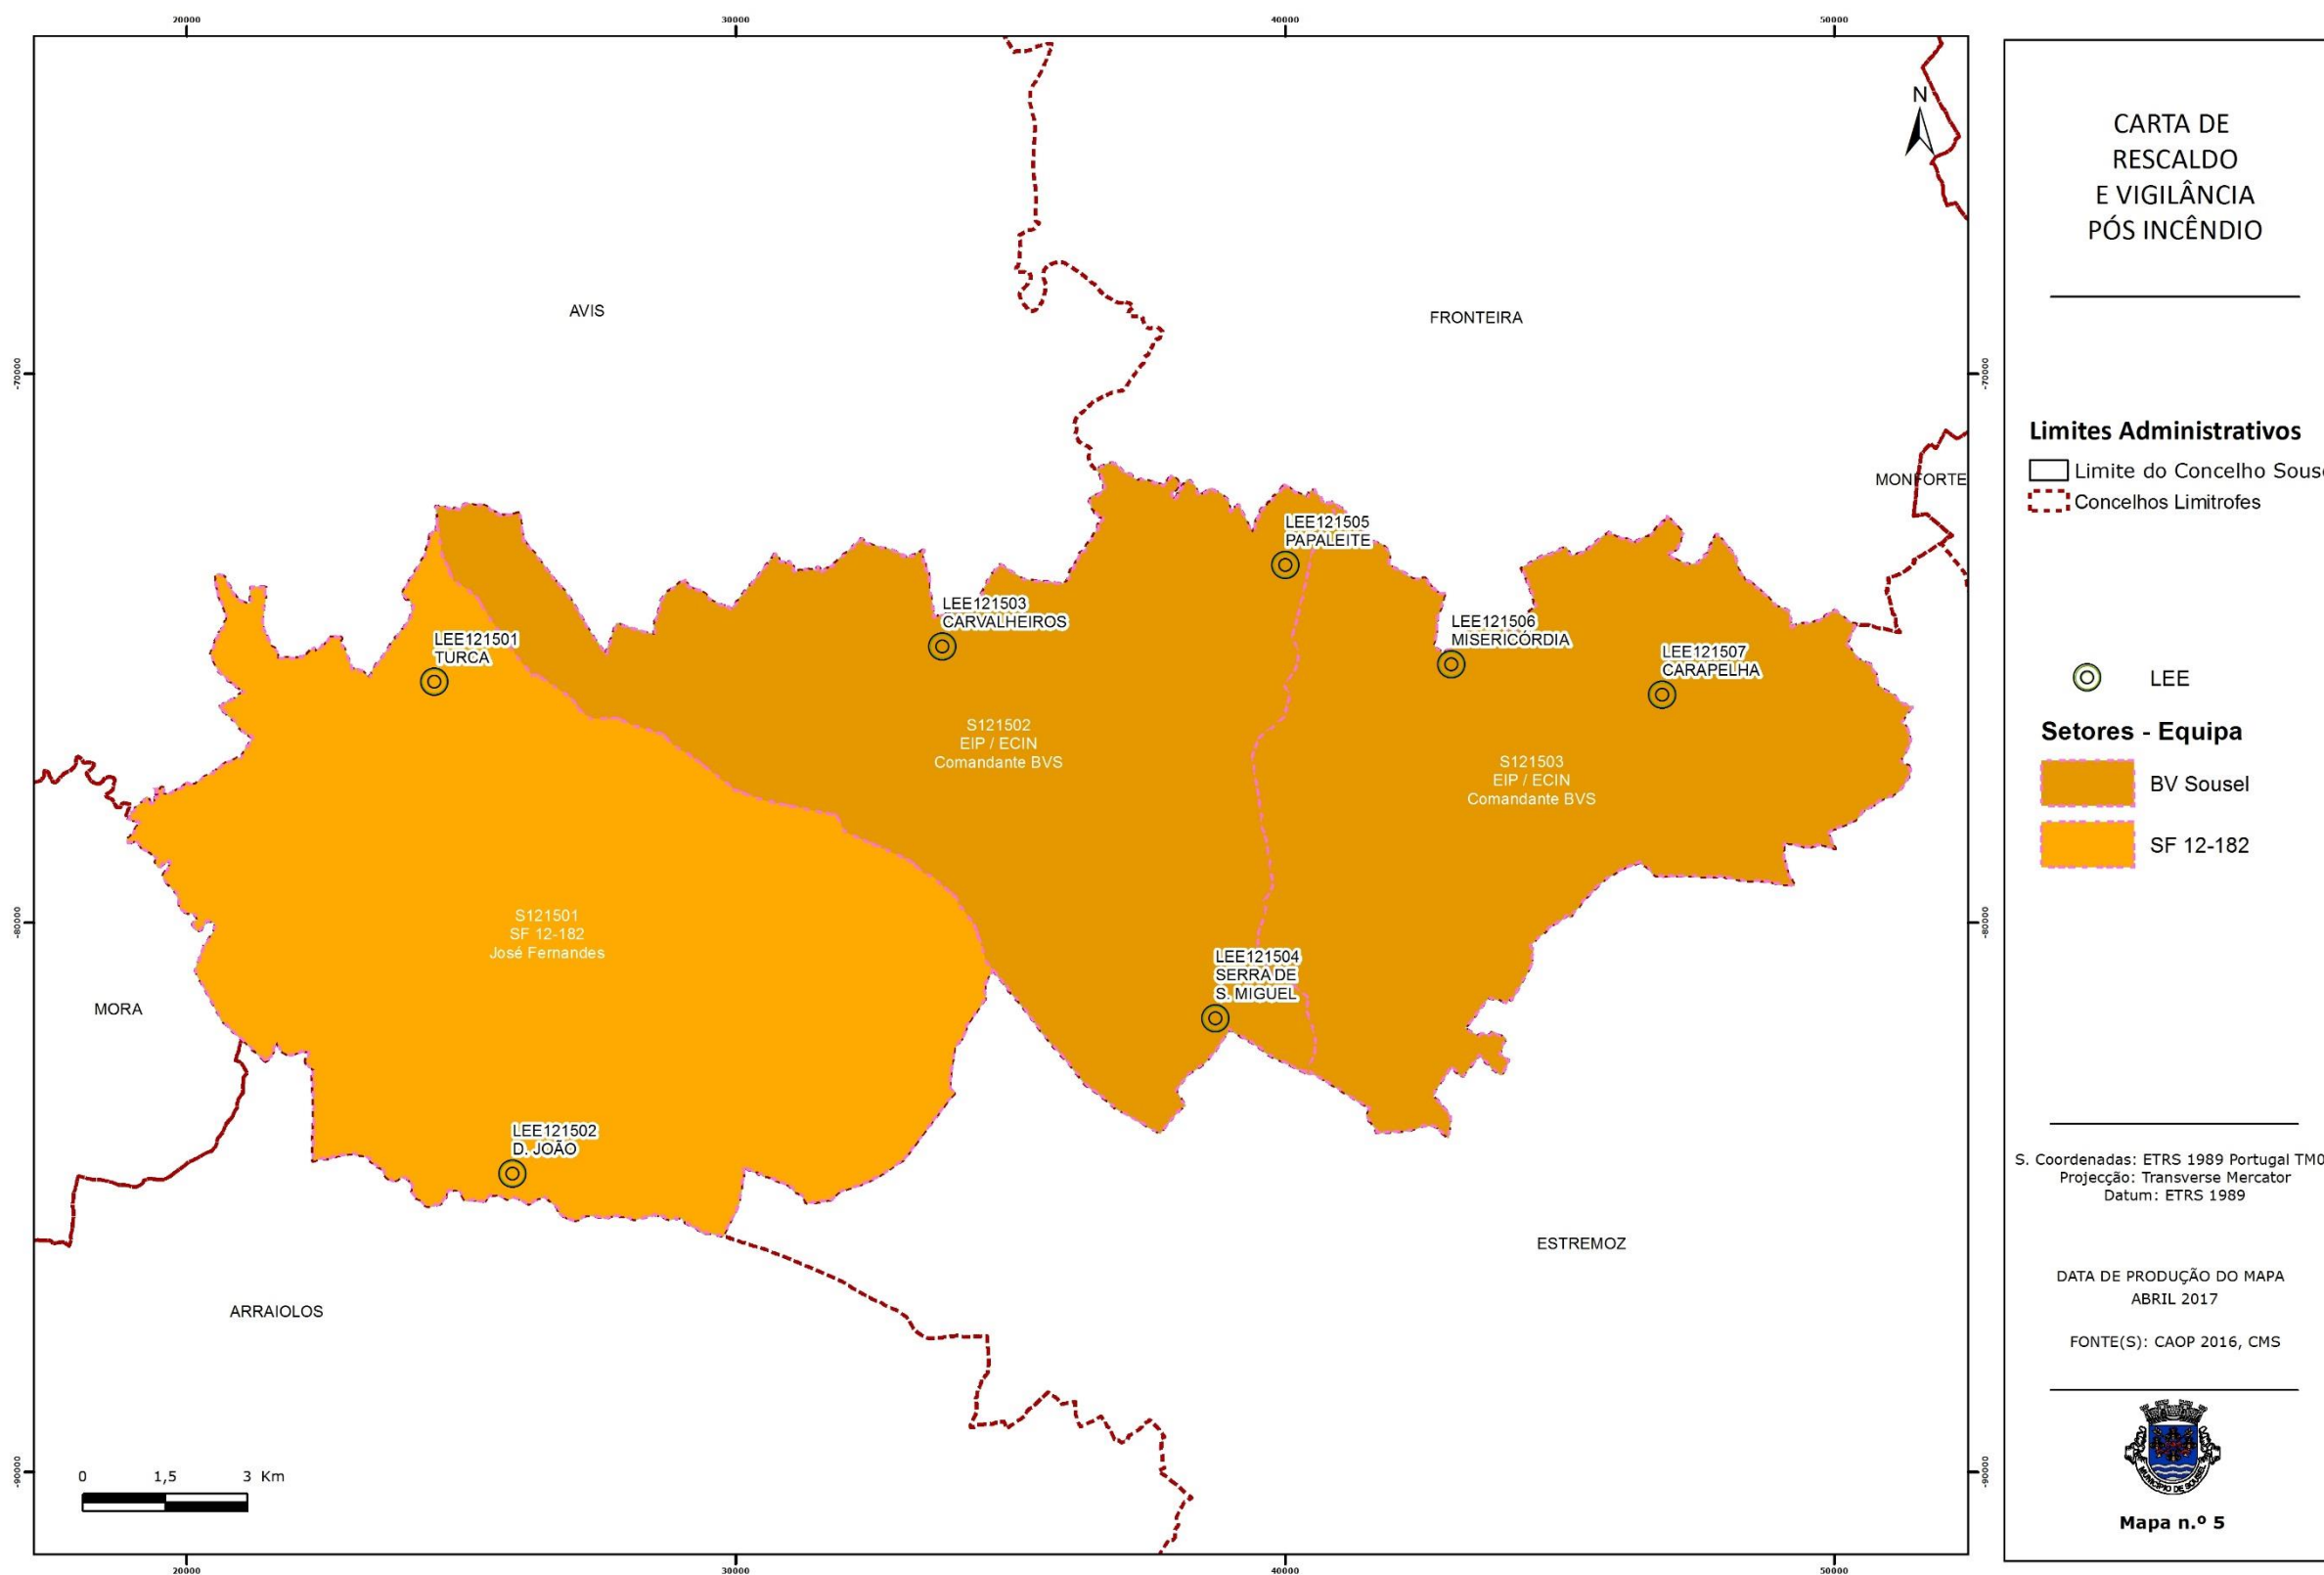 20000
30000
40000
50000
CARTA DE
RESCALDO
E VIGILÂNCIA
PÓS INCÊNDIO
N
AVIS
FRONTEIRA
MONFORTE
-70000
-70000
Limites Administrativos
Limite do Concelho Souse
Concelhos Limitrofes
LEE121505
PAPALEITE
LEE121503
CARVALHEIROS
LEE121506
MISERICÓRDIA
LEE121501
TURCA
LEE121507
CARAPELHA
LEE
Setores - Equipa
BV Sousel
SF 12-182
S121502
EIP / ECIN
Comandante BVS
S121503
EIP / ECIN
Comandante BVS
S121501
SF 12-182
José Fernandes
-80000
-80000
LEE121504
SERRA DE
S. MIGUEL
MORA
LEE121502
D. JOÃO
ESTREMOZ
ARRAIOLOS
S. Coordenadas: ETRS 1989 Portugal TM0
Projecção: Transverse Mercator
Datum: ETRS 1989
DATA DE PRODUÇÃO DO MAPA
ABRIL 2017
FONTE(S): CAOP 2016, CMS
MUNICÍPIO DE SOUSEL
Mapa n.º 5
-90000
-90000
0 1,5 3 Km
20000
30000
40000
50000